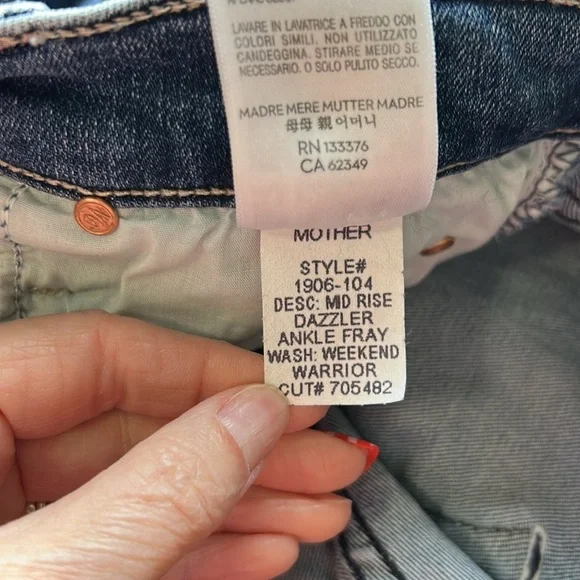 LAVARE IN LAVATRICE A FREDDO CON
COLORI SIMILI. NON UTILIZZATO
CANDEGGINA. STIRARE MEDIO SE
NECESSARIO. O SOLO PULITO SECCO.
MADRE MERE MUTTER MADRE
母母 親 어머니
RN 133376
CA 62349
MOTHER
STYLE#
1906-104
DESC: MID RISE
DAZZLER
ANKLE FRAY
WASH: WEEKEND
WARRIOR
CUT# 705482